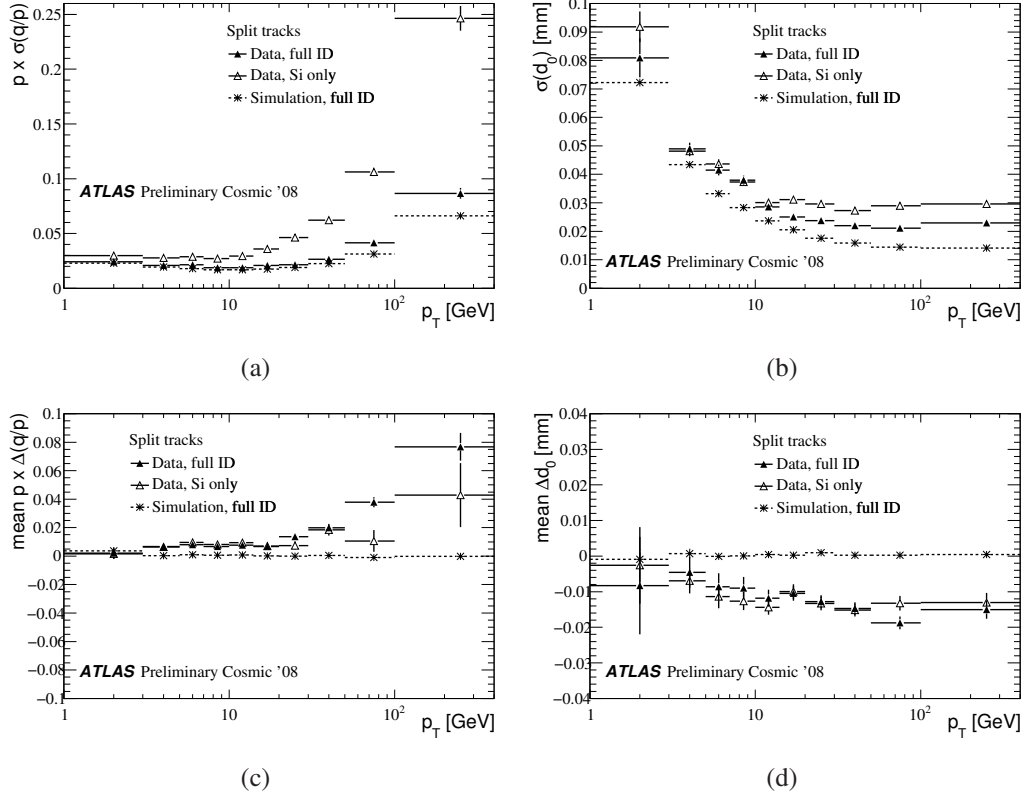 p x σ(q/p)
0.25
0.2
0.15
0.1
0.05
0
Split tracks
Data, full ID
Data, Si only
Simulation, full ID
ATLAS Preliminary Cosmic ’08
1 10 10² p_T [GeV]
(a)
σ(d₀) [mm]
0.1
0.09
0.08
0.07
0.06
0.05
0.04
0.03
0.02
0.01
0
Split tracks
Data, full ID
Data, Si only
Simulation, full ID
ATLAS Preliminary Cosmic ’08
1 10 10² p_T [GeV]
(b)
mean p x Δ(q/p)
0.1
0.08
0.06
0.04
0.02
0
−0.02
−0.04
−0.06
−0.08
−0.1
Split tracks
Data, full ID
Data, Si only
Simulation, full ID
ATLAS Preliminary Cosmic ’08
1 10 10² p_T [GeV]
(c)
mean Δd₀ [mm]
0.04
0.03
0.02
0.01
0
−0.01
−0.02
−0.03
−0.04
Split tracks
Data, full ID
Data, Si only
Simulation, full ID
ATLAS Preliminary Cosmic ’08
1 10 10² p_T [GeV]
(d)